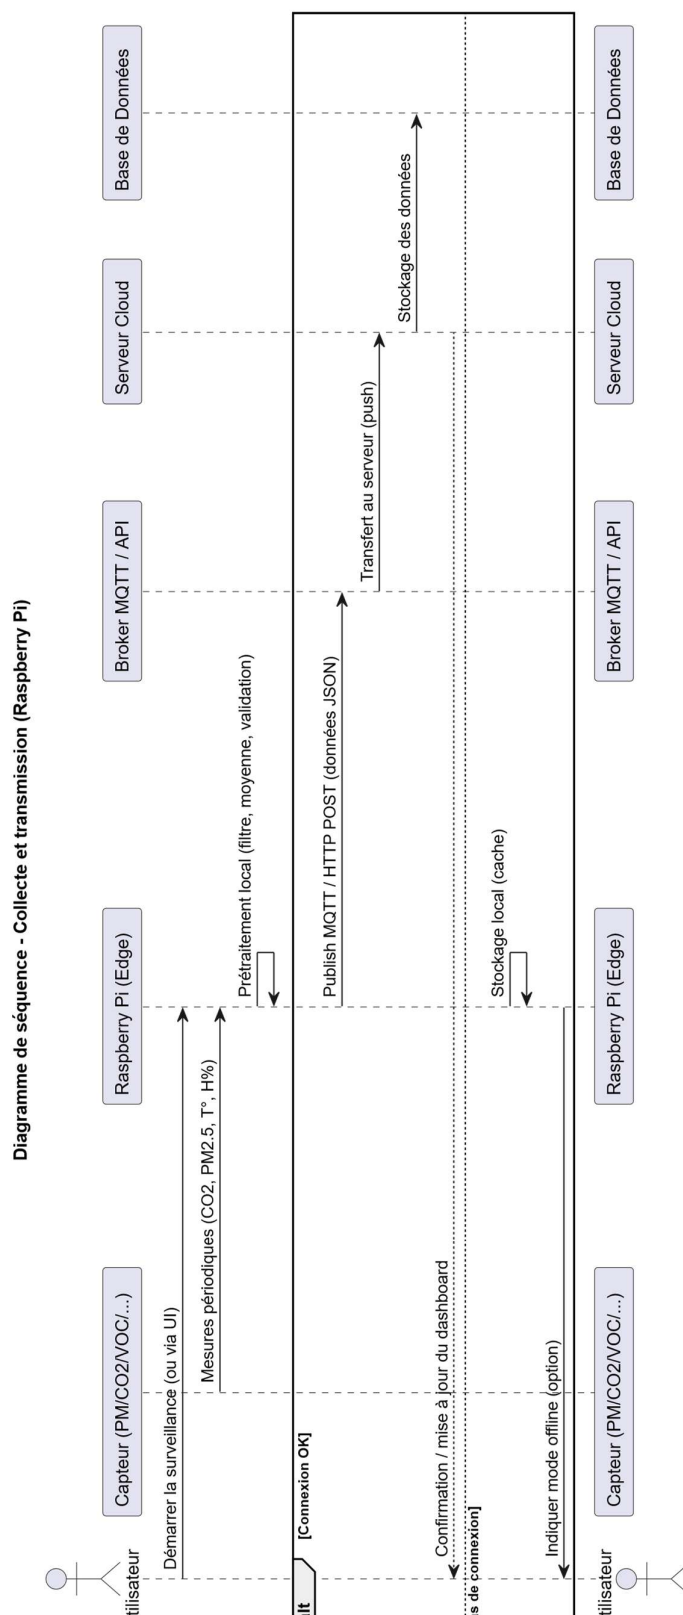 Diagramme de séquence - Collecte et transmission (Raspberry Pi)
tilisateur
Capteur (PM/CO2/VOC/...)
Raspberry Pi (Edge)
Broker MQTT / API
Serveur Cloud
Base de Données
Démarrer la surveillance (ou via UI)
Mesures périodiques (CO2, PM2.5, T°, H%)
Prétraitement local (filtre, moyenne, validation)
lt
[Connexion OK]
Publish MQTT / HTTP POST (données JSON)
Transfert au serveur (push)
Stockage des données
Confirmation / mise à jour du dashboard
s de connexion]
Stockage local (cache)
Indiquer mode offline (option)
tilisateur
Capteur (PM/CO2/VOC/...)
Raspberry Pi (Edge)
Broker MQTT / API
Serveur Cloud
Base de Données